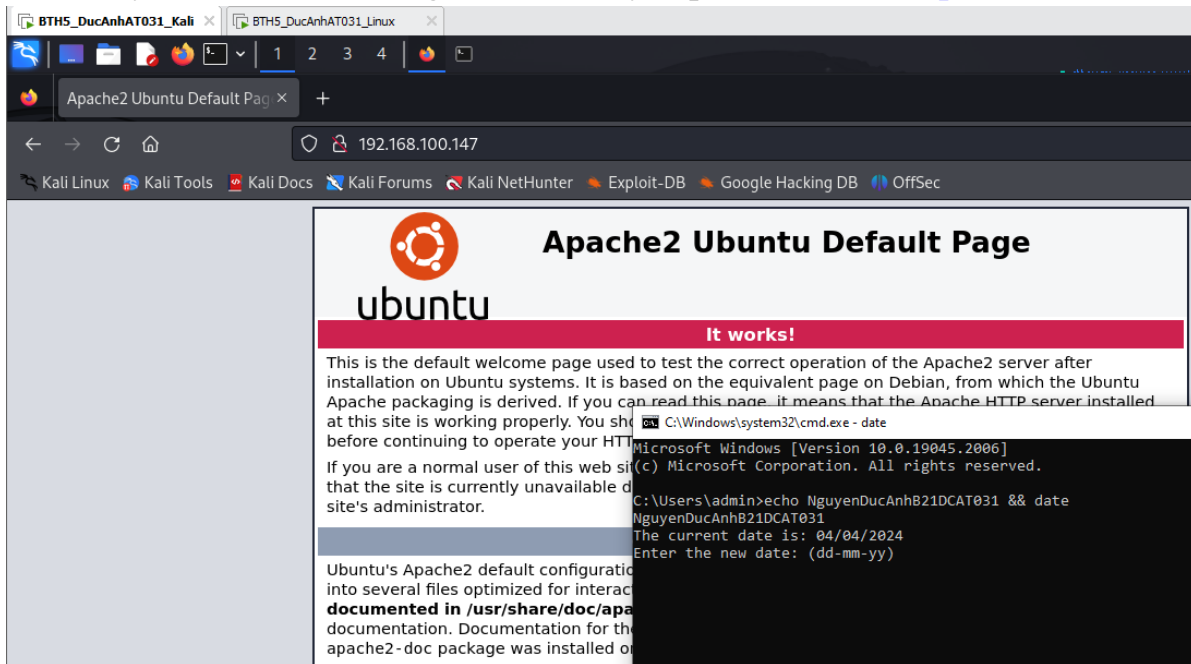 BTH5_DucAnhAT031_Kali
BTH5_DucAnhAT031_Linux
1 2 3 4
Apache2 Ubuntu Default Pag
192.168.100.147
Kali Linux Kali Tools Kali Docs Kali Forums Kali NetHunter Exploit-DB Google Hacking DB OffSec
ubuntu
Apache2 Ubuntu Default Page
It works!
This is the default welcome page used to test the correct operation of the Apache2 server after
installation on Ubuntu systems. It is based on the equivalent page on Debian, from which the Ubuntu
Apache packaging is derived. If you can read this page, it means that the Apache HTTP server installed
at this site is working properly. You sho
before continuing to operate your HTT
If you are a normal user of this web si
that the site is currently unavailable d
site's administrator.
Ubuntu's Apache2 default configuratio
into several files optimized for interac
documented in /usr/share/doc/apa
documentation. Documentation for the
apache2-doc package was installed o
C:\Windows\system32\cmd.exe - date
Microsoft Windows [Version 10.0.19045.2006]
(c) Microsoft Corporation. All rights reserved.
C:\Users\admin>echo NguyenDucAnhB21DCAT031 && date
NguyenDucAnhB21DCAT031
The current date is: 04/04/2024
Enter the new date: (dd-mm-yy)